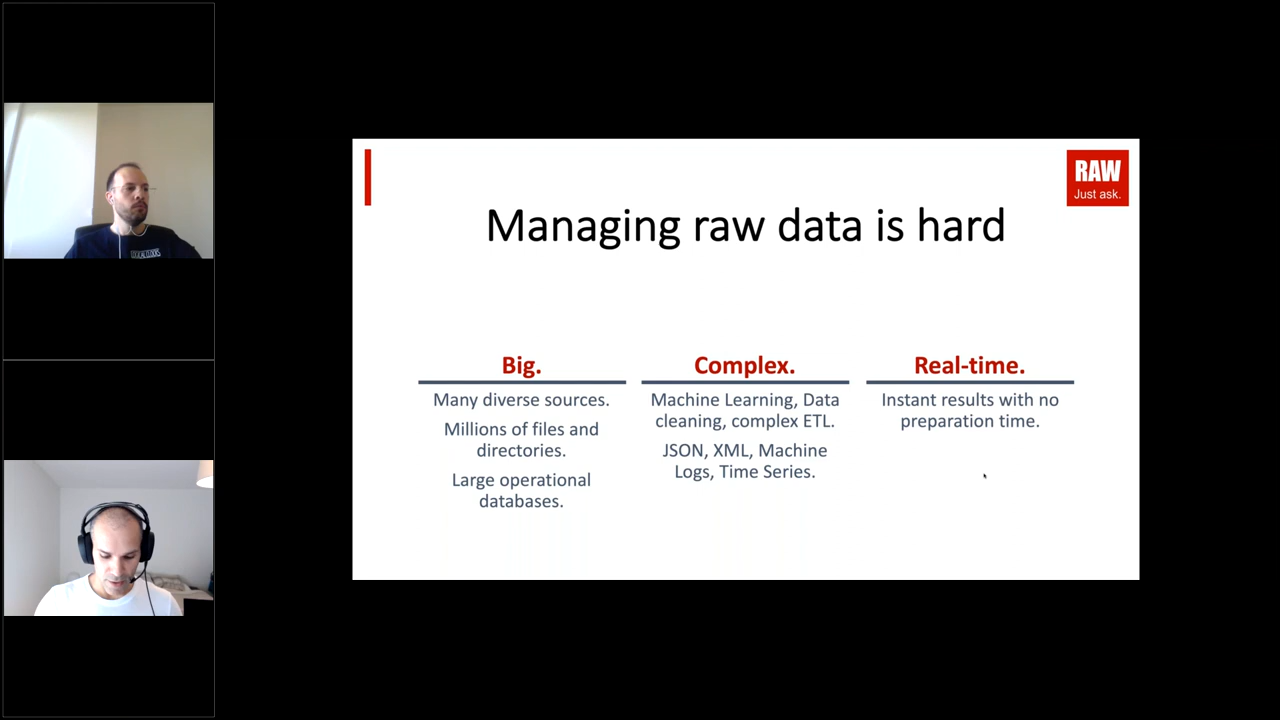 RAW
Just ask.
Managing raw data is hard
Big.
Many diverse sources.
Millions of files and
directories.
Large operational
databases.
Complex.
Machine Learning, Data
cleaning, complex ETL.
JSON, XML, Machine
Logs, Time Series.
Real-time.
Instant results with no
preparation time.